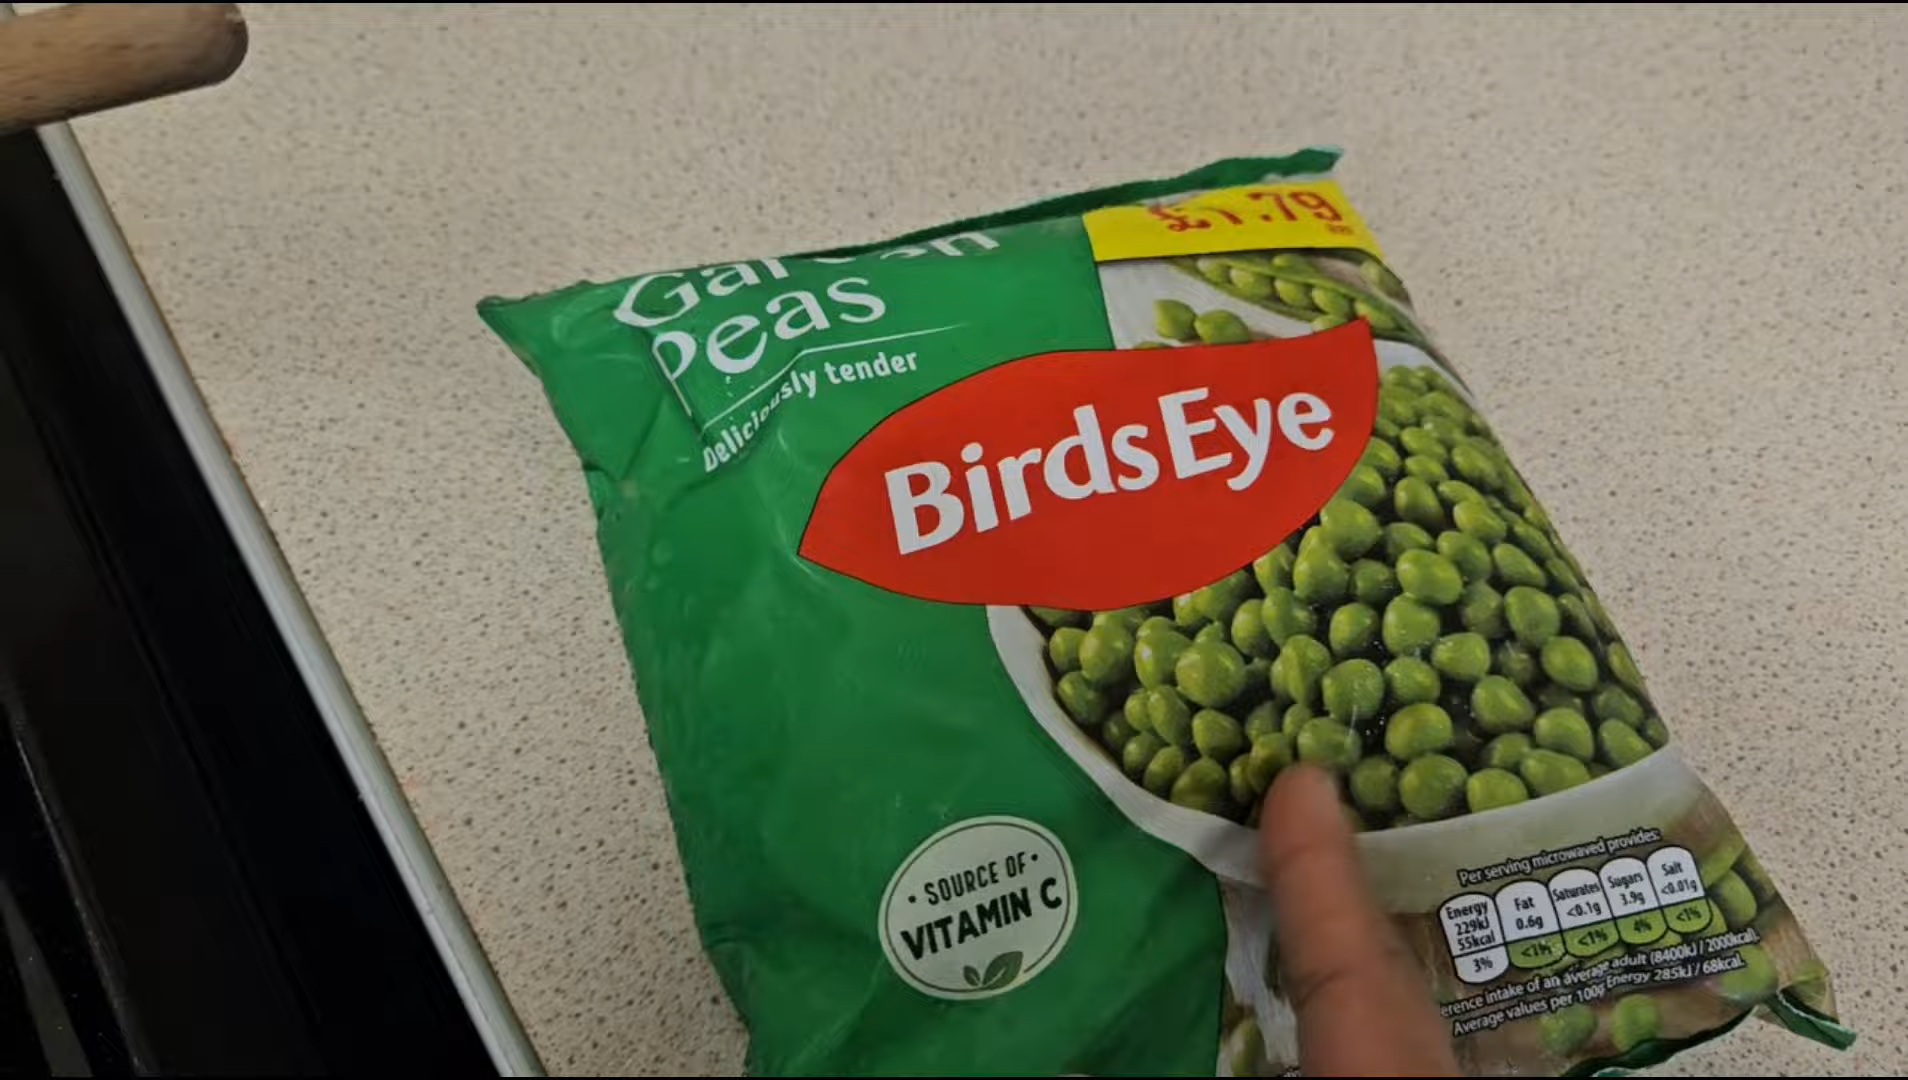 £1.79
Garden
Peas
Deliciously tender
BirdsEye
• SOURCE OF •
VITAMIN C
Per serving microwaved provides:
Energy 229kJ 55kcal 3%
Fat 0.6g <1%
Saturates <0.1g <1%
Sugars 3.9g 4%
Salt <0.01g <1%
intake of an average adult (8400kJ / 2000kcal).
Average values per 100g Energy 285kJ / 68kcal.